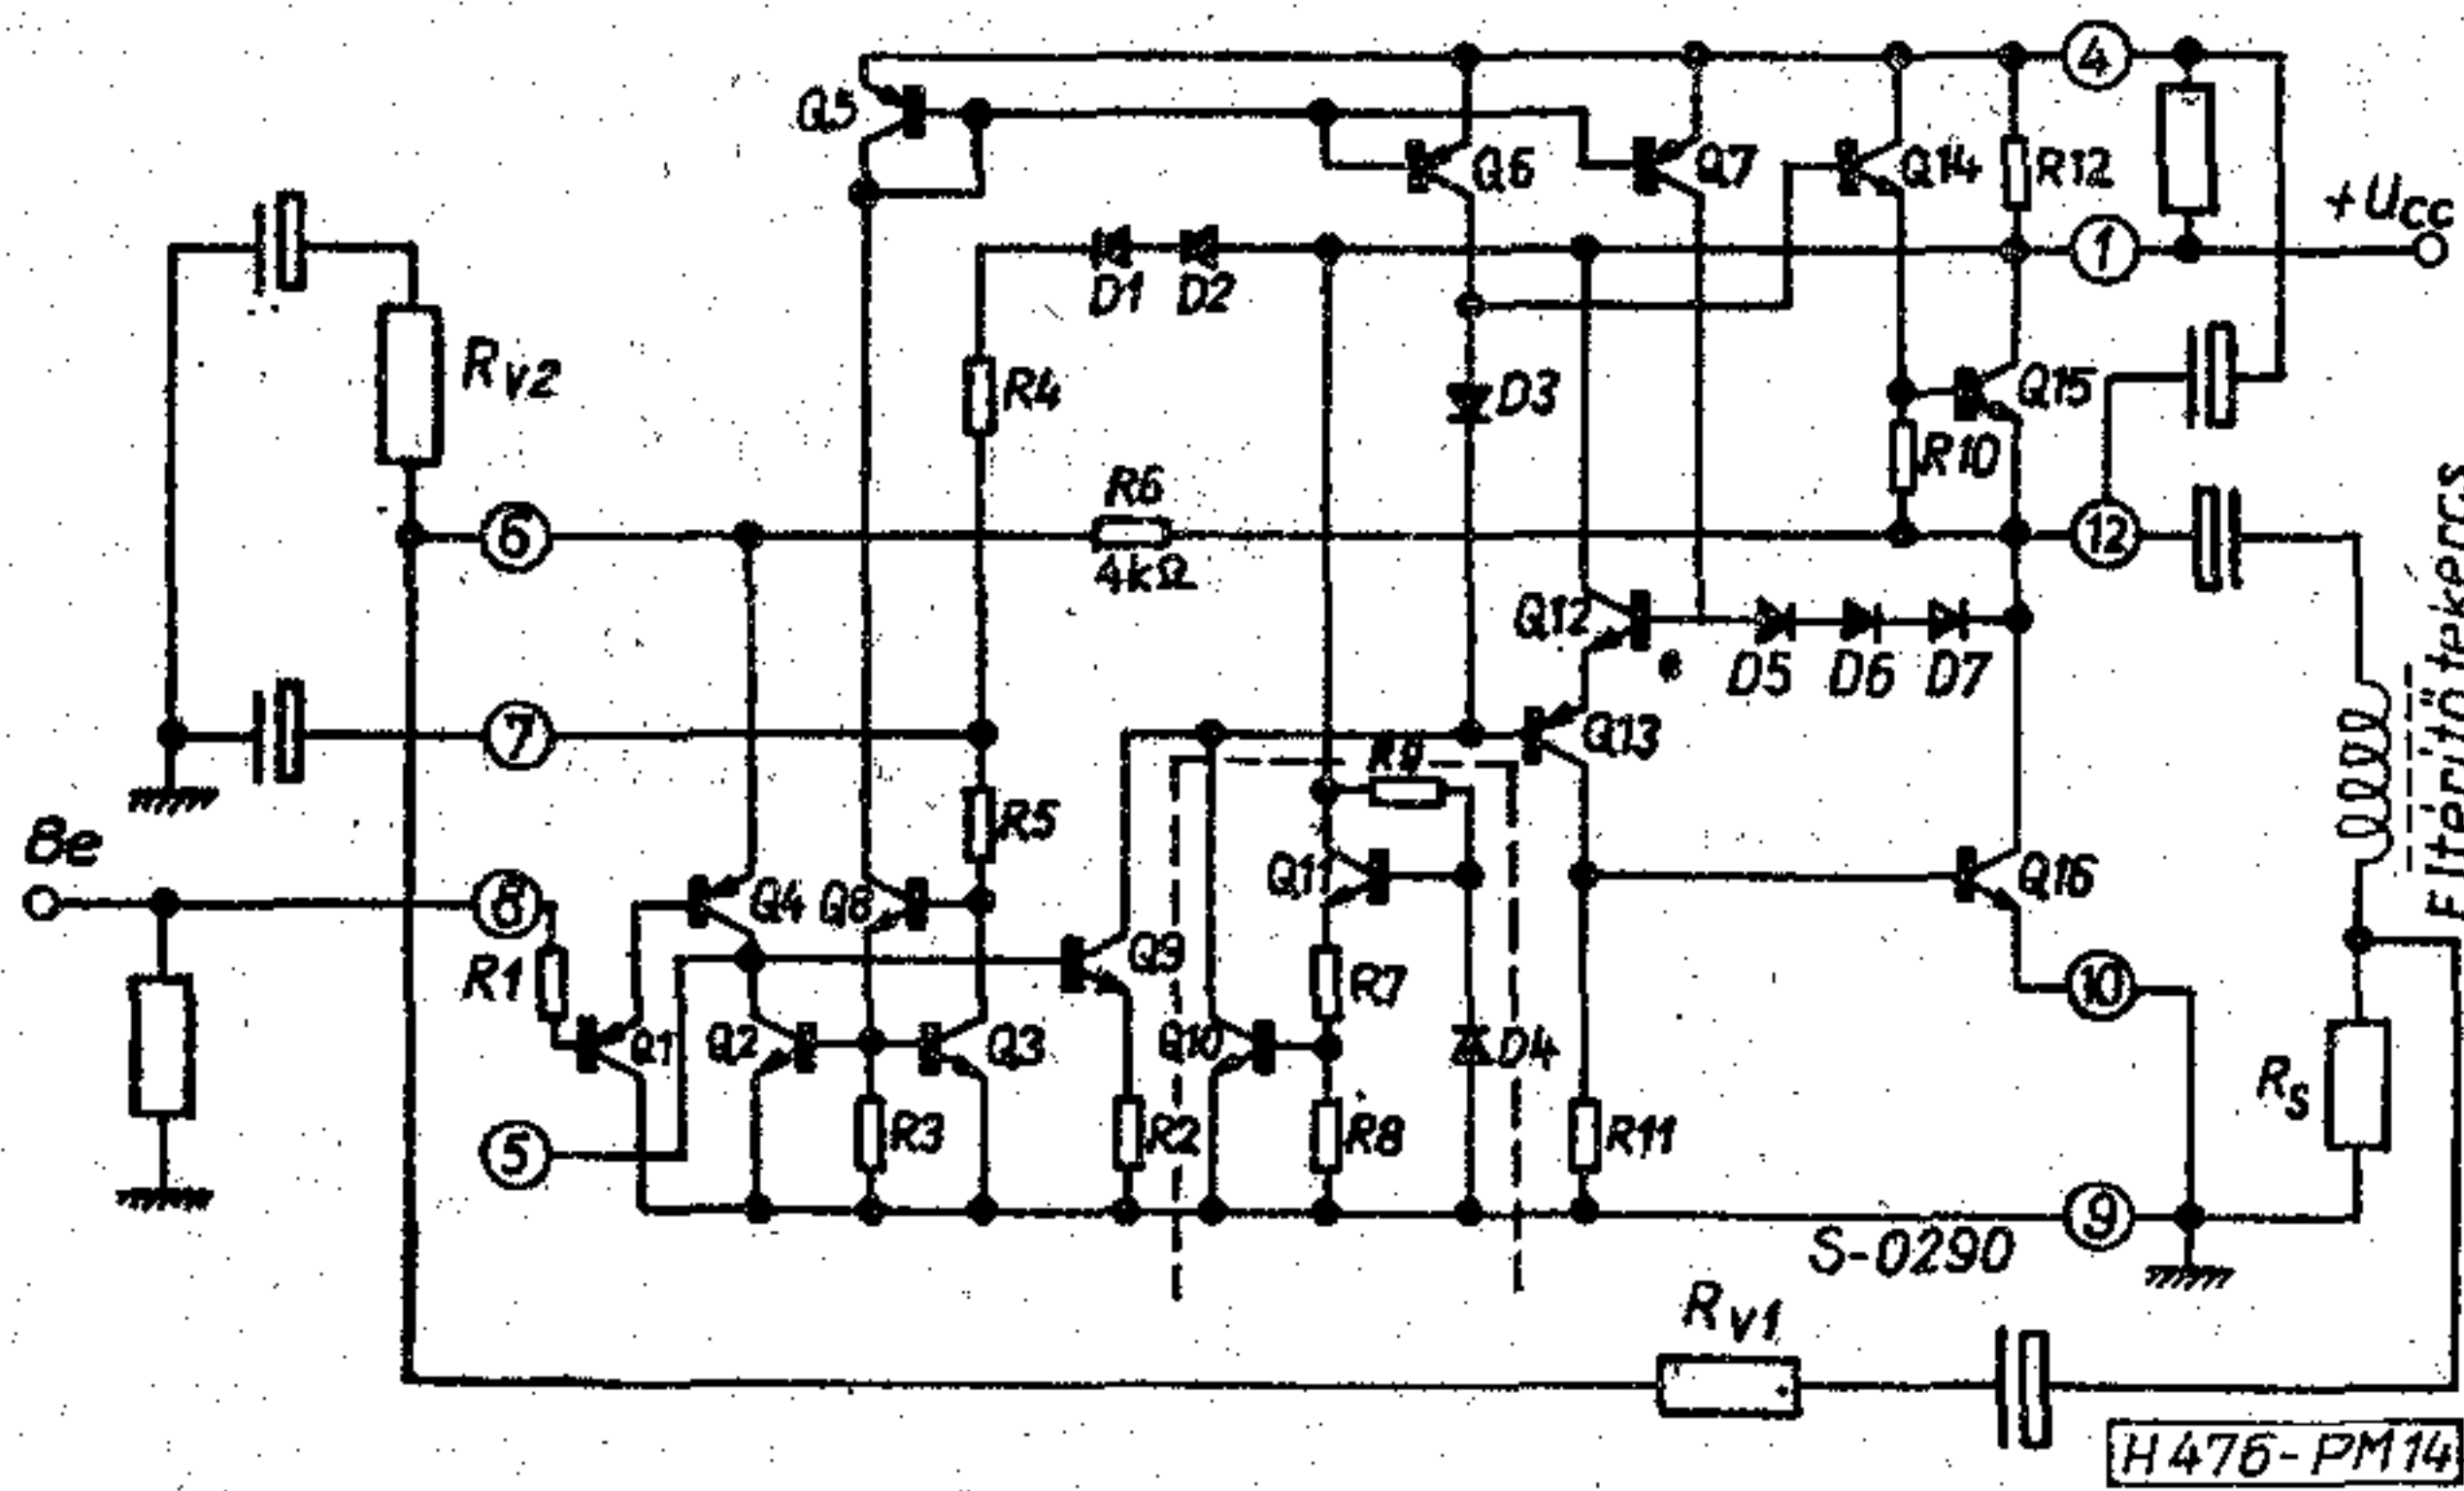 4
Q5
Q6
Q7
Q14
R12
+Ucc
1
D1
D2
RV2
R4
D3
Q15
R10
R6
6
4kΩ
12
Q12
D5
D6
D7
Eltérítőtekercs
7
Q13
R9
Be
R5
8
Q4
Q8
Q11
Q16
Q9
R1
R7
10
Q1
Q2
Q3
Q10
D4
RS
5
R3
R2
R8
R11
9
S-0290
RV1
H476-PM14